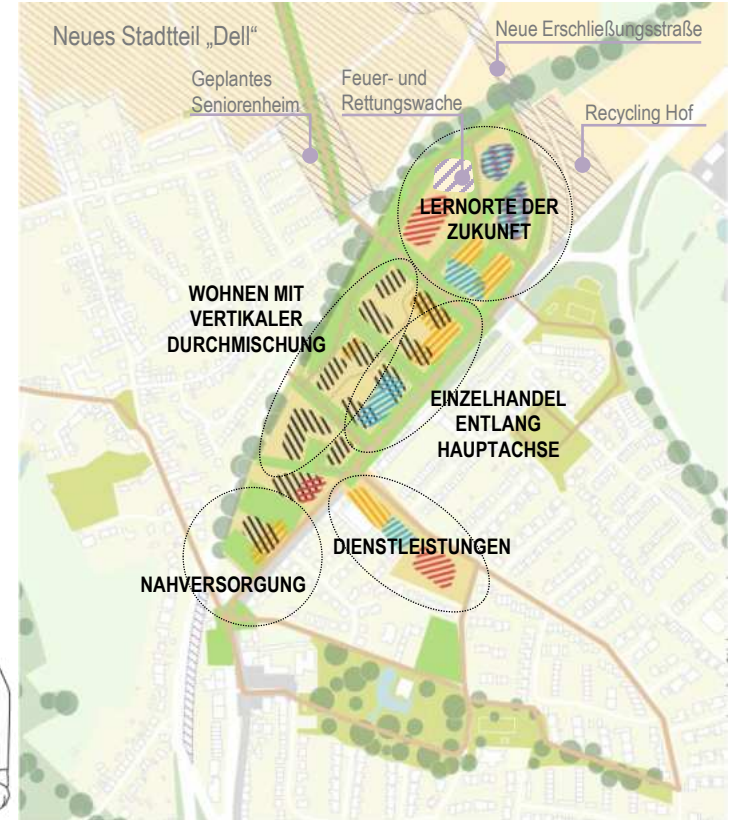 Neues Stadtteil „Dell“
Neue Erschließungsstraße
Geplantes
Seniorenheim
Feuer- und
Rettungswache
Recycling Hof
LERNORTE DER
ZUKUNFT
WOHNEN MIT
VERTIKALER
DURCHMISCHUNG
EINZELHANDEL
ENTLANG
HAUPTACHSE
DIENSTLEISTUNGEN
NAHVERSORGUNG